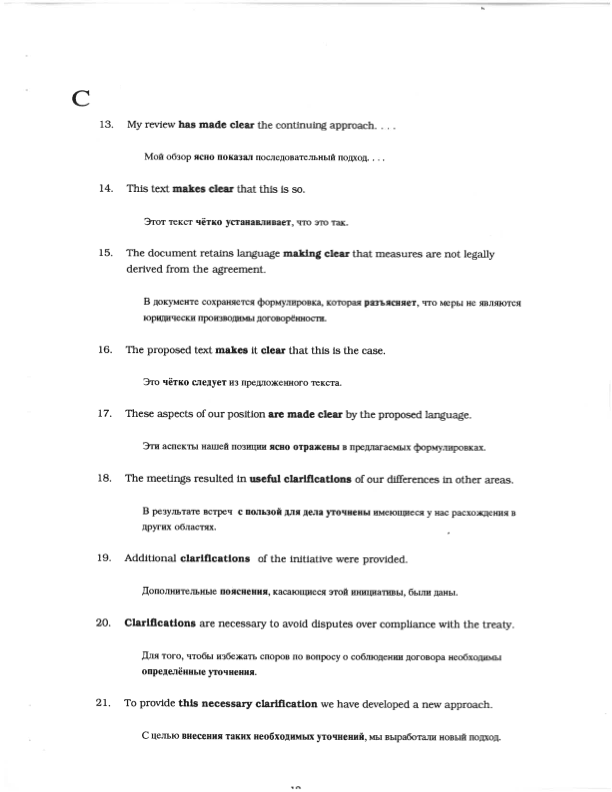 C
13. My review has made clear the continuing approach. . . .
Мой обзор ясно показал последовательный подход. . . .
14. This text makes clear that this is so.
Этот текст чётко устанавливает, что это так.
15. The document retains language making clear that measures are not legally
derived from the agreement.
В документе сохраняется формулировка, которая разъясняет, что меры не являются
юридически производимы договорённости.
16. The proposed text makes it clear that this is the case.
Это чётко следует из предложенного текста.
17. These aspects of our position are made clear by the proposed language.
Эти аспекты нашей позиции ясно отражены в предлагаемых формулировках.
18. The meetings resulted in useful clarifications of our differences in other areas.
В результате встреч с пользой для дела уточнены имеющиеся у нас расхождения в
других областях.
19. Additional clarifications of the initiative were provided.
Дополнительные пояснения, касающиеся этой инициативы, были даны.
20. Clarifications are necessary to avoid disputes over compliance with the treaty.
Для того, чтобы избежать споров по вопросу о соблюдении договора необходимы
определённые уточнения.
21. To provide this necessary clarification we have developed a new approach.
С целью внесения таких необходимых уточнений, мы выработали новый подход.